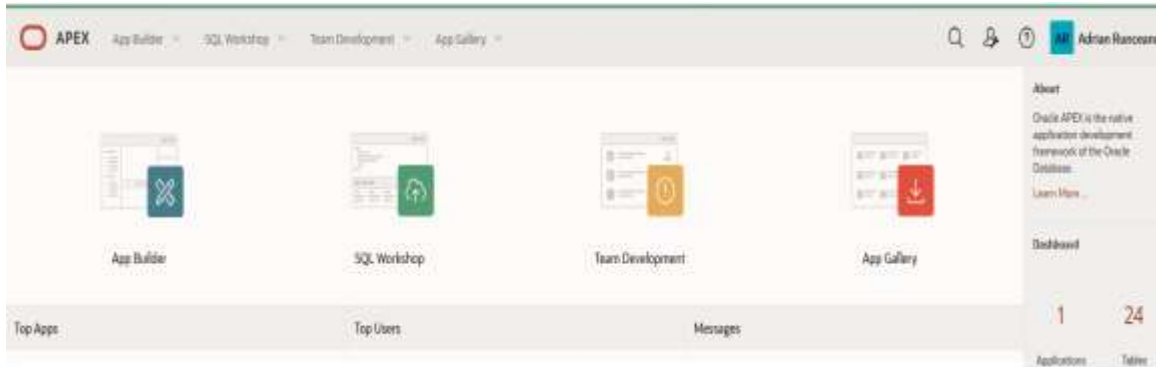 APEX App Builder SQL Workshop Team Development App Gallery
AR Adrian Runceanu
App Builder
SQL Workshop
Team Development
App Gallery
About
Oracle APEX is the native
application development
framework of the Oracle
Database.
Learn More ...
Dashboard
1 24
Applications Tables
Top Apps
Top Users
Messages